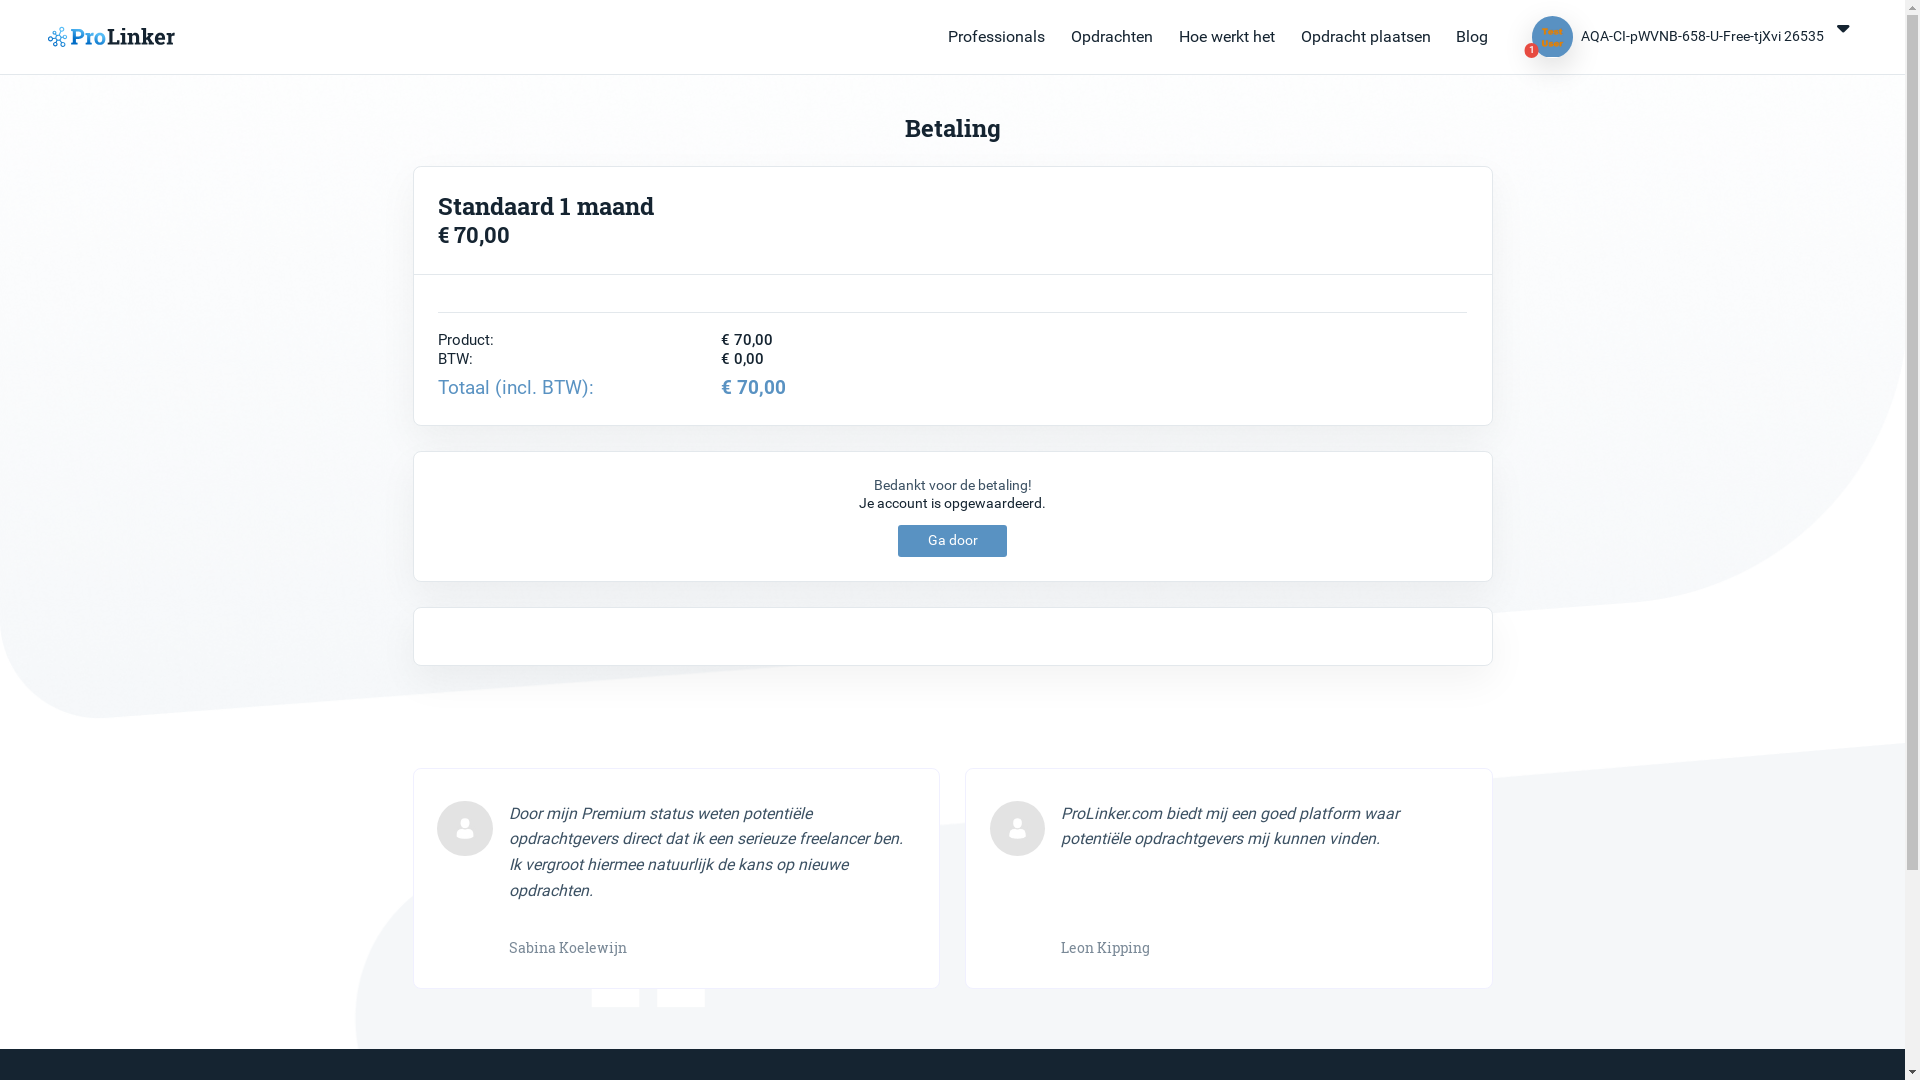 ProLinker
Professionals
Opdrachten
Hoe werkt het
Opdracht plaatsen
Blog
1
AQA-CI-pWVNB-658-U-Free-tjXvi 26535
Betaling
Standaard 1 maand
€ 70,00
Product: € 70,00
BTW: € 0,00
Totaal (incl. BTW): € 70,00
Bedankt voor de betaling!
Je account is opgewaardeerd.
Ga door
Door mijn Premium status weten potentiële
opdrachtgevers direct dat ik een serieuze freelancer ben.
Ik vergroot hiermee natuurlijk de kans op nieuwe
opdrachten.
Sabina Koelewijn
ProLinker.com biedt mij een goed platform waar
potentiële opdrachtgevers mij kunnen vinden.
Leon Kipping